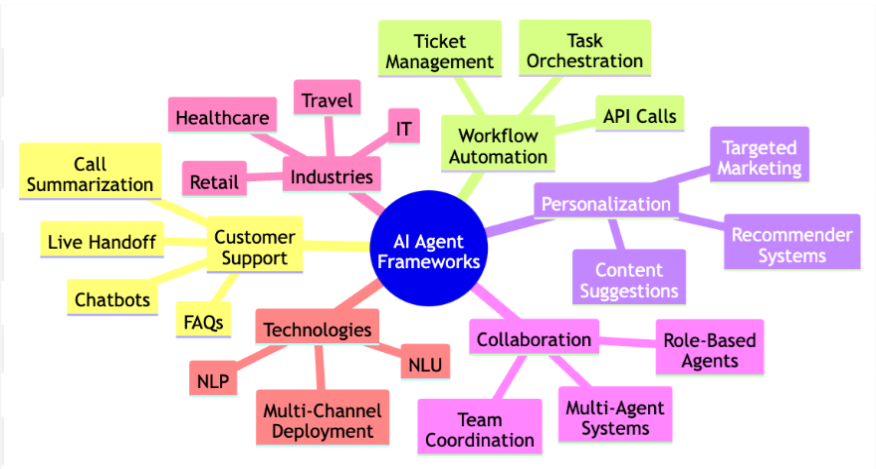 Ticket
Management
Task
Orchestration
API Calls
Workflow
Automation
Healthcare
Travel
IT
Retail
Industries
Call
Summarization
Live Handoff
Chatbots
FAQs
Customer
Support
AI Agent
Frameworks
Personalization
Targeted
Marketing
Recommender
Systems
Content
Suggestions
Technologies
NLP
Multi-Channel
Deployment
NLU
Collaboration
Role-Based
Agents
Team
Coordination
Multi-Agent
Systems